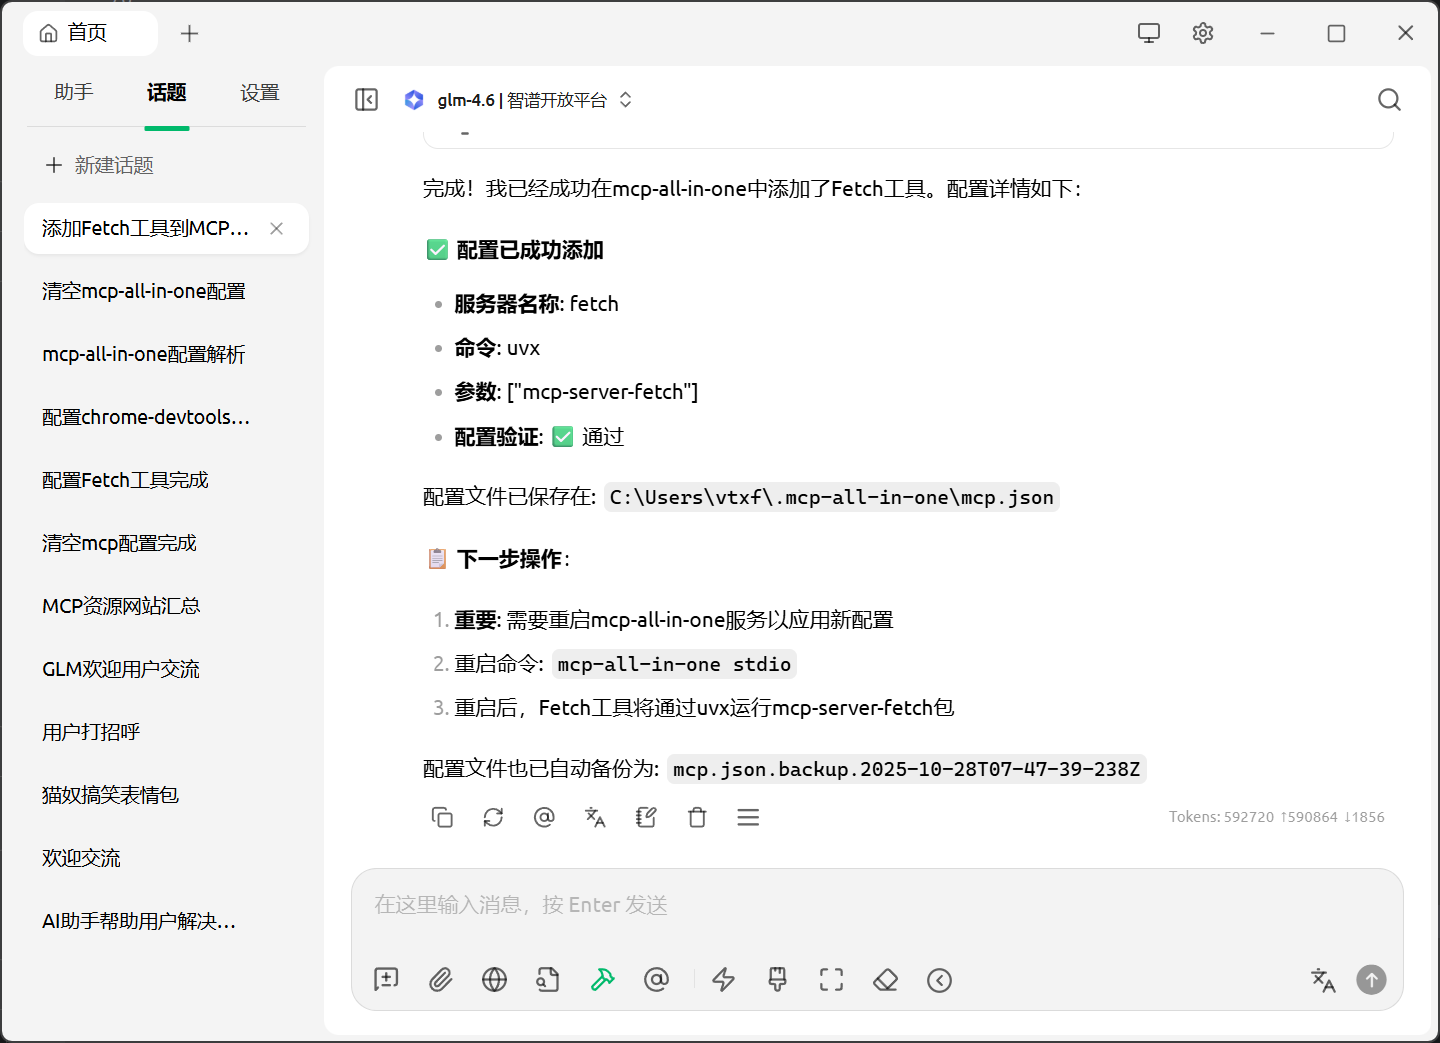 首页
助手
话题
设置
新建话题
添加Fetch工具到MCP...
清空mcp-all-in-one配置
mcp-all-in-one配置解析
配置chrome-devtools...
配置Fetch工具完成
清空mcp配置完成
MCP资源网站汇总
GLM欢迎用户交流
用户打招呼
猫奴搞笑表情包
欢迎交流
AI助手帮助用户解决...
glm-4.6 | 智谱开放平台
完成！我已经成功在mcp-all-in-one中添加了Fetch工具。配置详情如下：
✅ 配置已成功添加
• 服务器名称: fetch
• 命令: uvx
• 参数: ["mcp-server-fetch"]
• 配置验证: ✅ 通过
配置文件已保存在: C:\Users\vtxf\.mcp-all-in-one\mcp.json
📋 下一步操作:
1. 重要: 需要重启mcp-all-in-one服务以应用新配置
2. 重启命令: mcp-all-in-one stdio
3. 重启后，Fetch工具将通过uvx运行mcp-server-fetch包
配置文件也已自动备份为: mcp.json.backup.2025-10-28T07-47-39-238Z
Tokens: 592720 ↑590864 ↓1856
在这里输入消息，按 Enter 发送